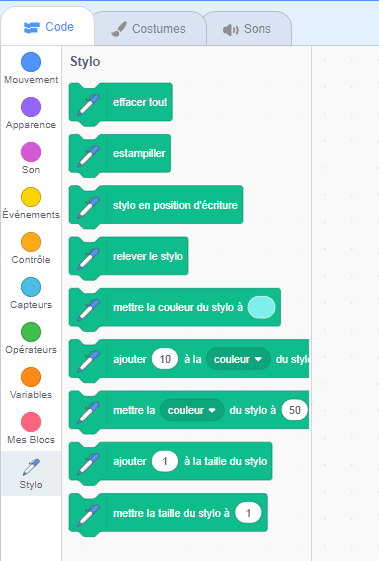 Code
Costumes
Sons
Mouvement
Apparence
Son
Événements
Contrôle
Capteurs
Opérateurs
Variables
Mes Blocs
Stylo
Stylo
effacer tout
estampiller
stylo en position d'écriture
relever le stylo
mettre la couleur du stylo à
ajouter 10 à la couleur du
mettre la couleur du stylo à 50
ajouter 1 à la taille du stylo
mettre la taille du stylo à 1